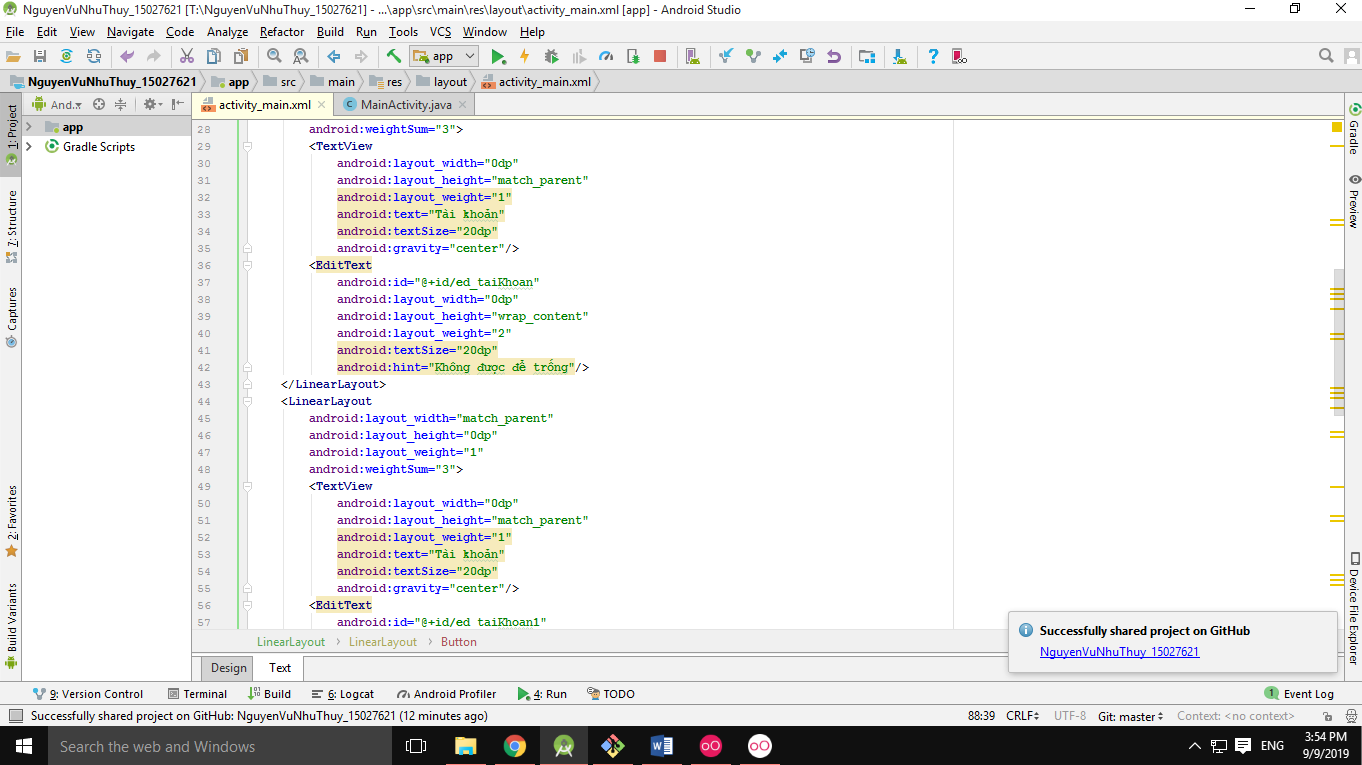 NguyenVuNhuThuy_15027621 [T:\NguyenVuNhuThuy_15027621] - ...\app\src\main\res\layout\activity_main.xml [app] - Android Studio
File Edit View Navigate Code Analyze Refactor Build Run Tools VCS Window Help
app
NguyenVuNhuThuy_15027621 app src main res layout activity_main.xml
And... activity_main.xml C MainActivity.java
1: Project
7: Structure
Captures
2: Favorites
Build Variants
app
Gradle Scripts
28 android:weightSum="3">
29 <TextView
30 android:layout_width="0dp"
31 android:layout_height="match_parent"
32 android:layout_weight="1"
33 android:text="Tài khoản"
34 android:textSize="20dp"
35 android:gravity="center"/>
36 <EditText
37 android:id="@+id/ed_taiKhoan"
38 android:layout_width="0dp"
39 android:layout_height="wrap_content"
40 android:layout_weight="2"
41 android:textSize="20dp"
42 android:hint="Không được để trống"/>
43 </LinearLayout>
44 <LinearLayout
45 android:layout_width="match_parent"
46 android:layout_height="0dp"
47 android:layout_weight="1"
48 android:weightSum="3">
49 <TextView
50 android:layout_width="0dp"
51 android:layout_height="match_parent"
52 android:layout_weight="1"
53 android:text="Tài khoản"
54 android:textSize="20dp"
55 android:gravity="center"/>
56 <EditText
57 android:id="@+id/ed_taiKhoan1"
LinearLayout › LinearLayout › Button
Design Text
Gradle
Preview
Device File Explorer
Successfully shared project on GitHub
NguyenVuNhuThuy_15027621
9: Version Control Terminal Build 6: Logcat Android Profiler 4: Run TODO 1 Event Log
Successfully shared project on GitHub: NguyenVuNhuThuy_15027621 (12 minutes ago) 88:39 CRLF UTF-8 Git: master Context: <no context>
Search the web and Windows
ENG
3:54 PM
9/9/2019